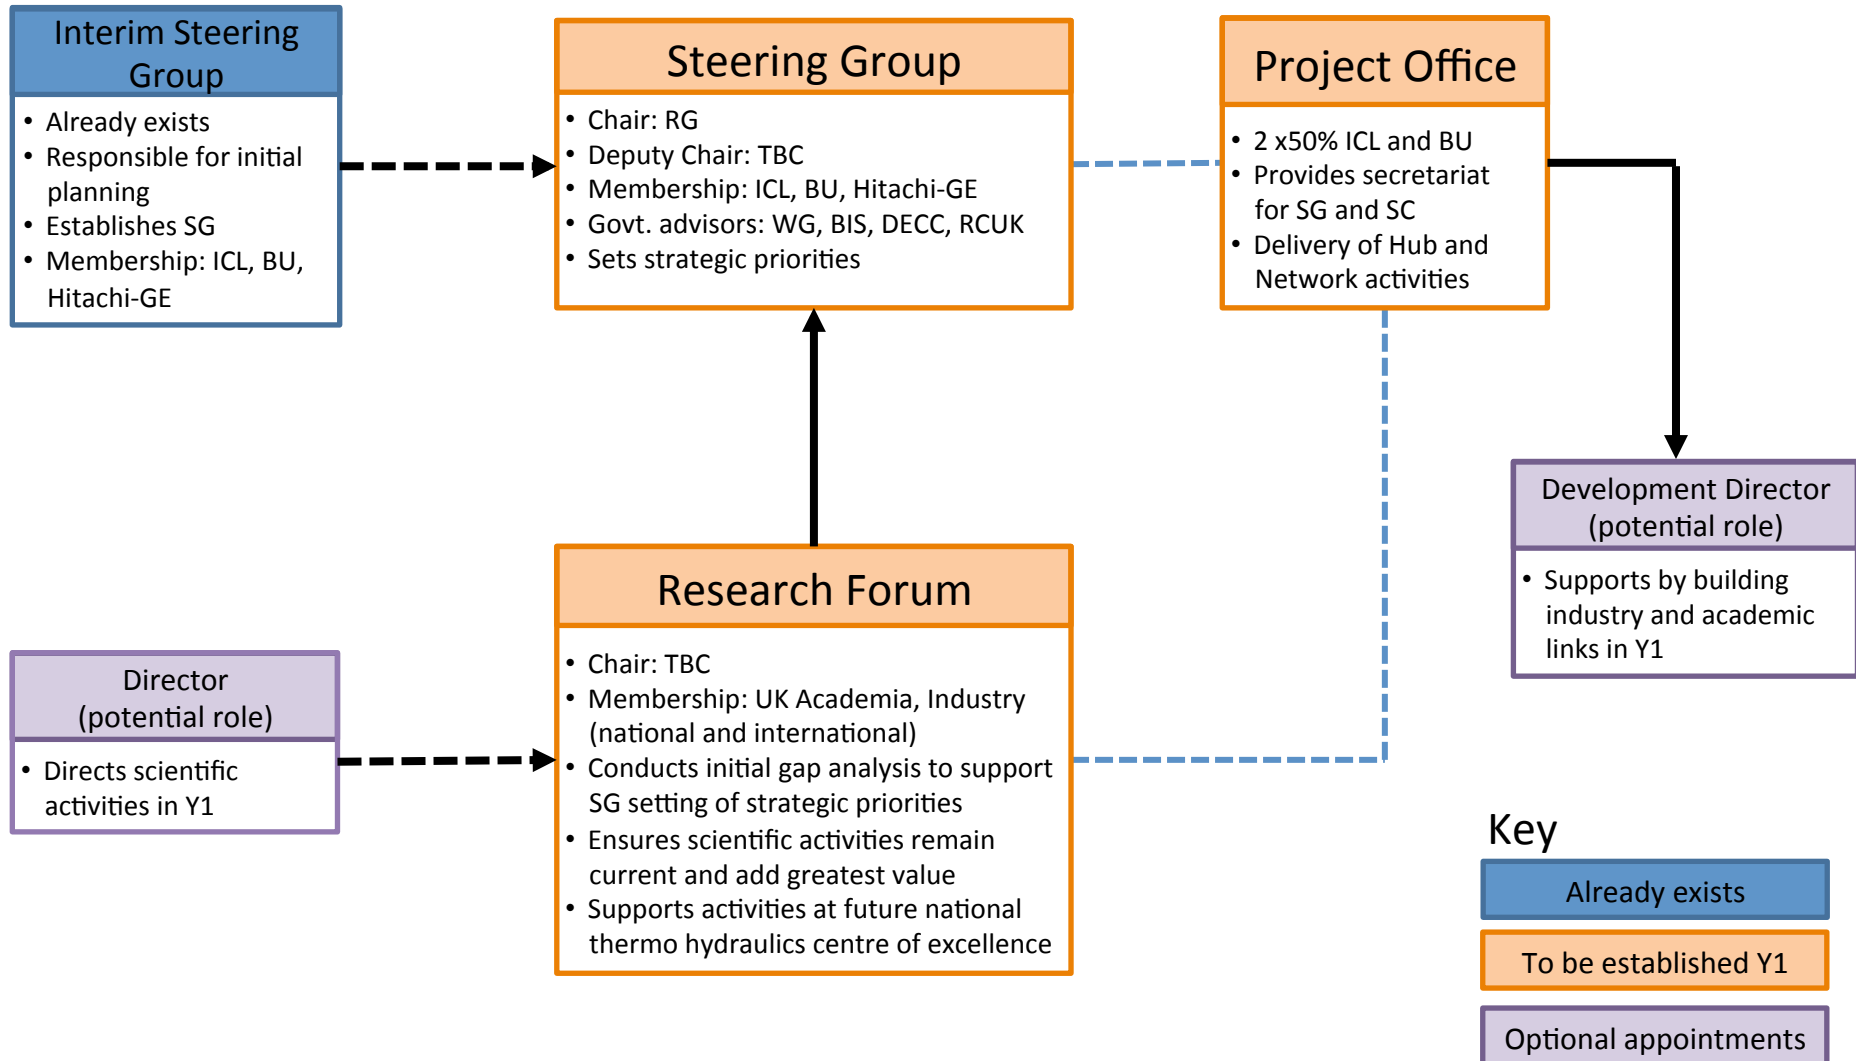 Interim Steering
Group
• Already exists
• Responsible for initial
planning
• Establishes SG
• Membership: ICL, BU,
Hitachi-GE
Steering Group
• Chair: RG
• Deputy Chair: TBC
• Membership: ICL, BU, Hitachi-GE
• Govt. advisors: WG, BIS, DECC, RCUK
• Sets strategic priorities
Project Office
• 2 x50% ICL and BU
• Provides secretariat
for SG and SC
• Delivery of Hub and
Network activities
Development Director
(potential role)
• Supports by building
industry and academic
links in Y1
Research Forum
• Chair: TBC
• Membership: UK Academia, Industry
(national and international)
• Conducts initial gap analysis to support
SG setting of strategic priorities
• Ensures scientific activities remain
current and add greatest value
• Supports activities at future national
thermo hydraulics centre of excellence
Director
(potential role)
• Directs scientific
activities in Y1
Key
Already exists
To be established Y1
Optional appointments